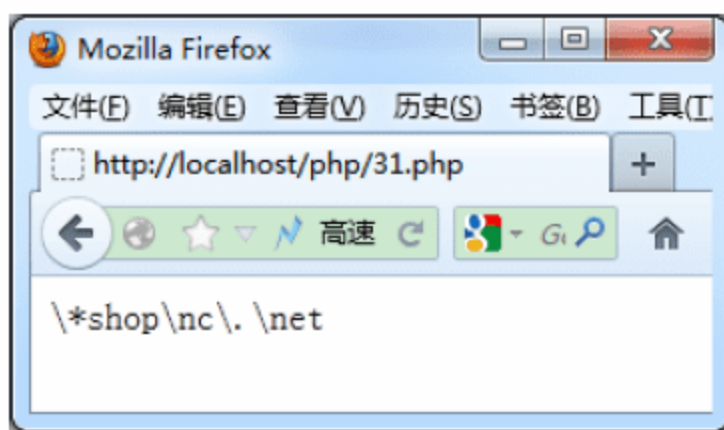 Mozilla Firefox
文件(F) 编辑(E) 查看(V) 历史(S) 书签(B) 工具(T
http://localhost/php/31.php
高速 G
\*shop\nc\.\net